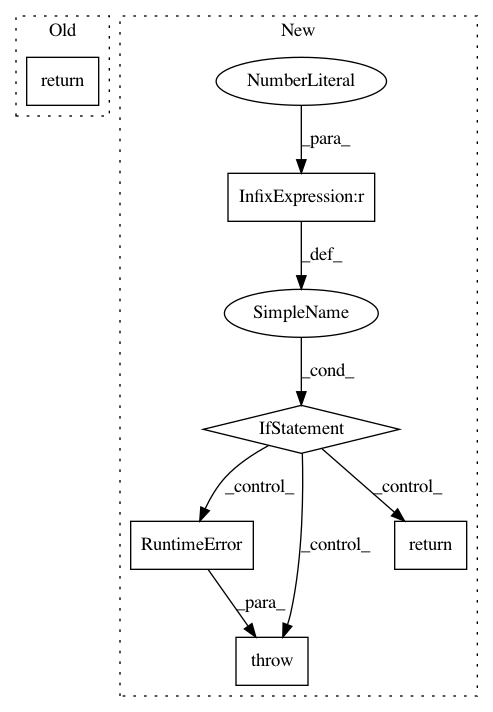 Old
New
return
NumberLiteral
_para_
InfixExpression:r
_def_
SimpleName
_cond_
IfStatement
_control_
_control_
_control_
RuntimeError
return
_para_
throw